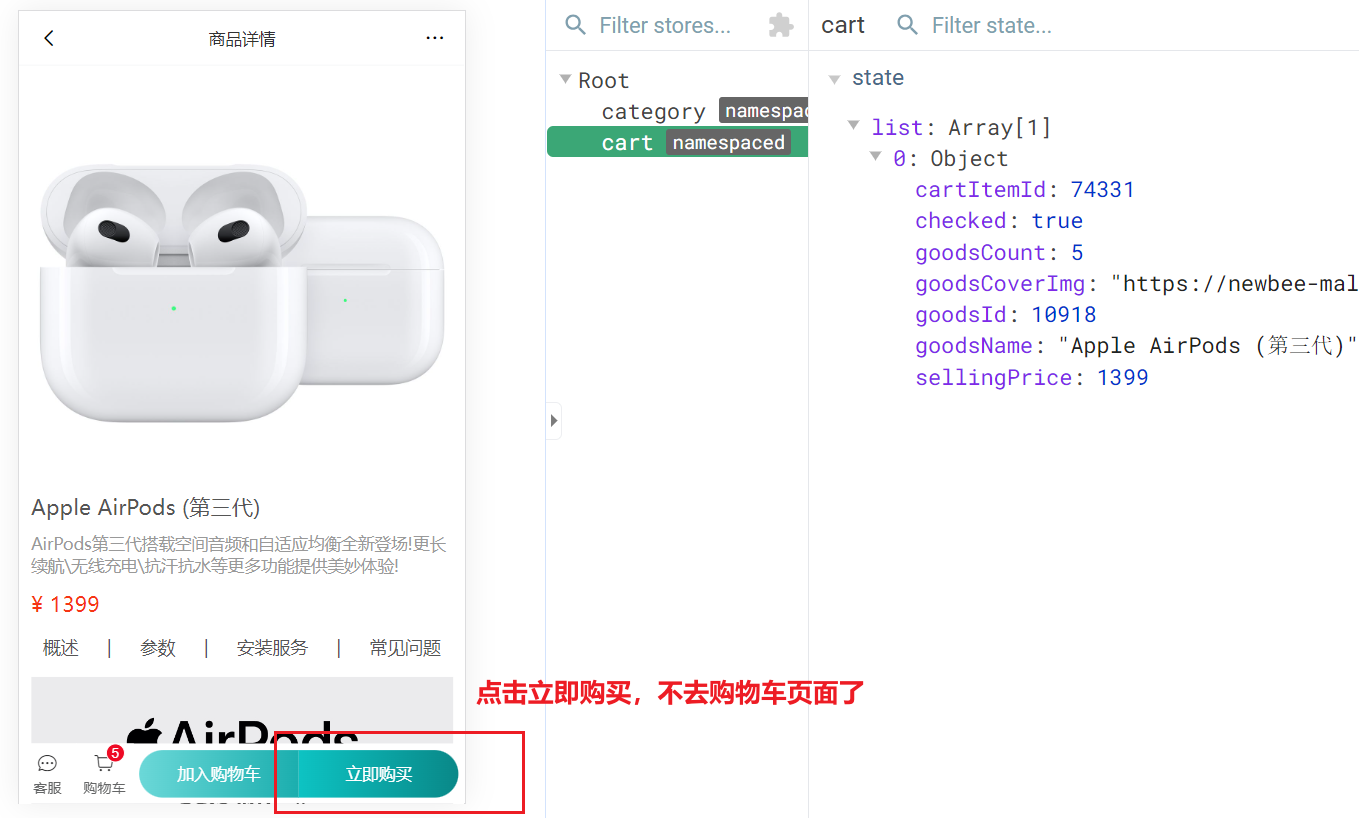 商品详情
Apple AirPods (第三代)
AirPods第三代搭载空间音频和自适应均衡全新登场!更长
续航\无线充电\抗汗抗水等更多功能提供美妙体验!
¥ 1399
概述 | 参数 | 安装服务 | 常见问题
AirPods
客服
5
购物车
加入购物车
立即购买
点击立即购买，不去购物车页面了
Filter stores...
Root
category namespac
cart namespaced
cart Filter state...
state
list: Array[1]
0: Object
cartItemId: 74331
checked: true
goodsCount: 5
goodsCoverImg: "https://newbee-mal
goodsId: 10918
goodsName: "Apple AirPods (第三代)"
sellingPrice: 1399